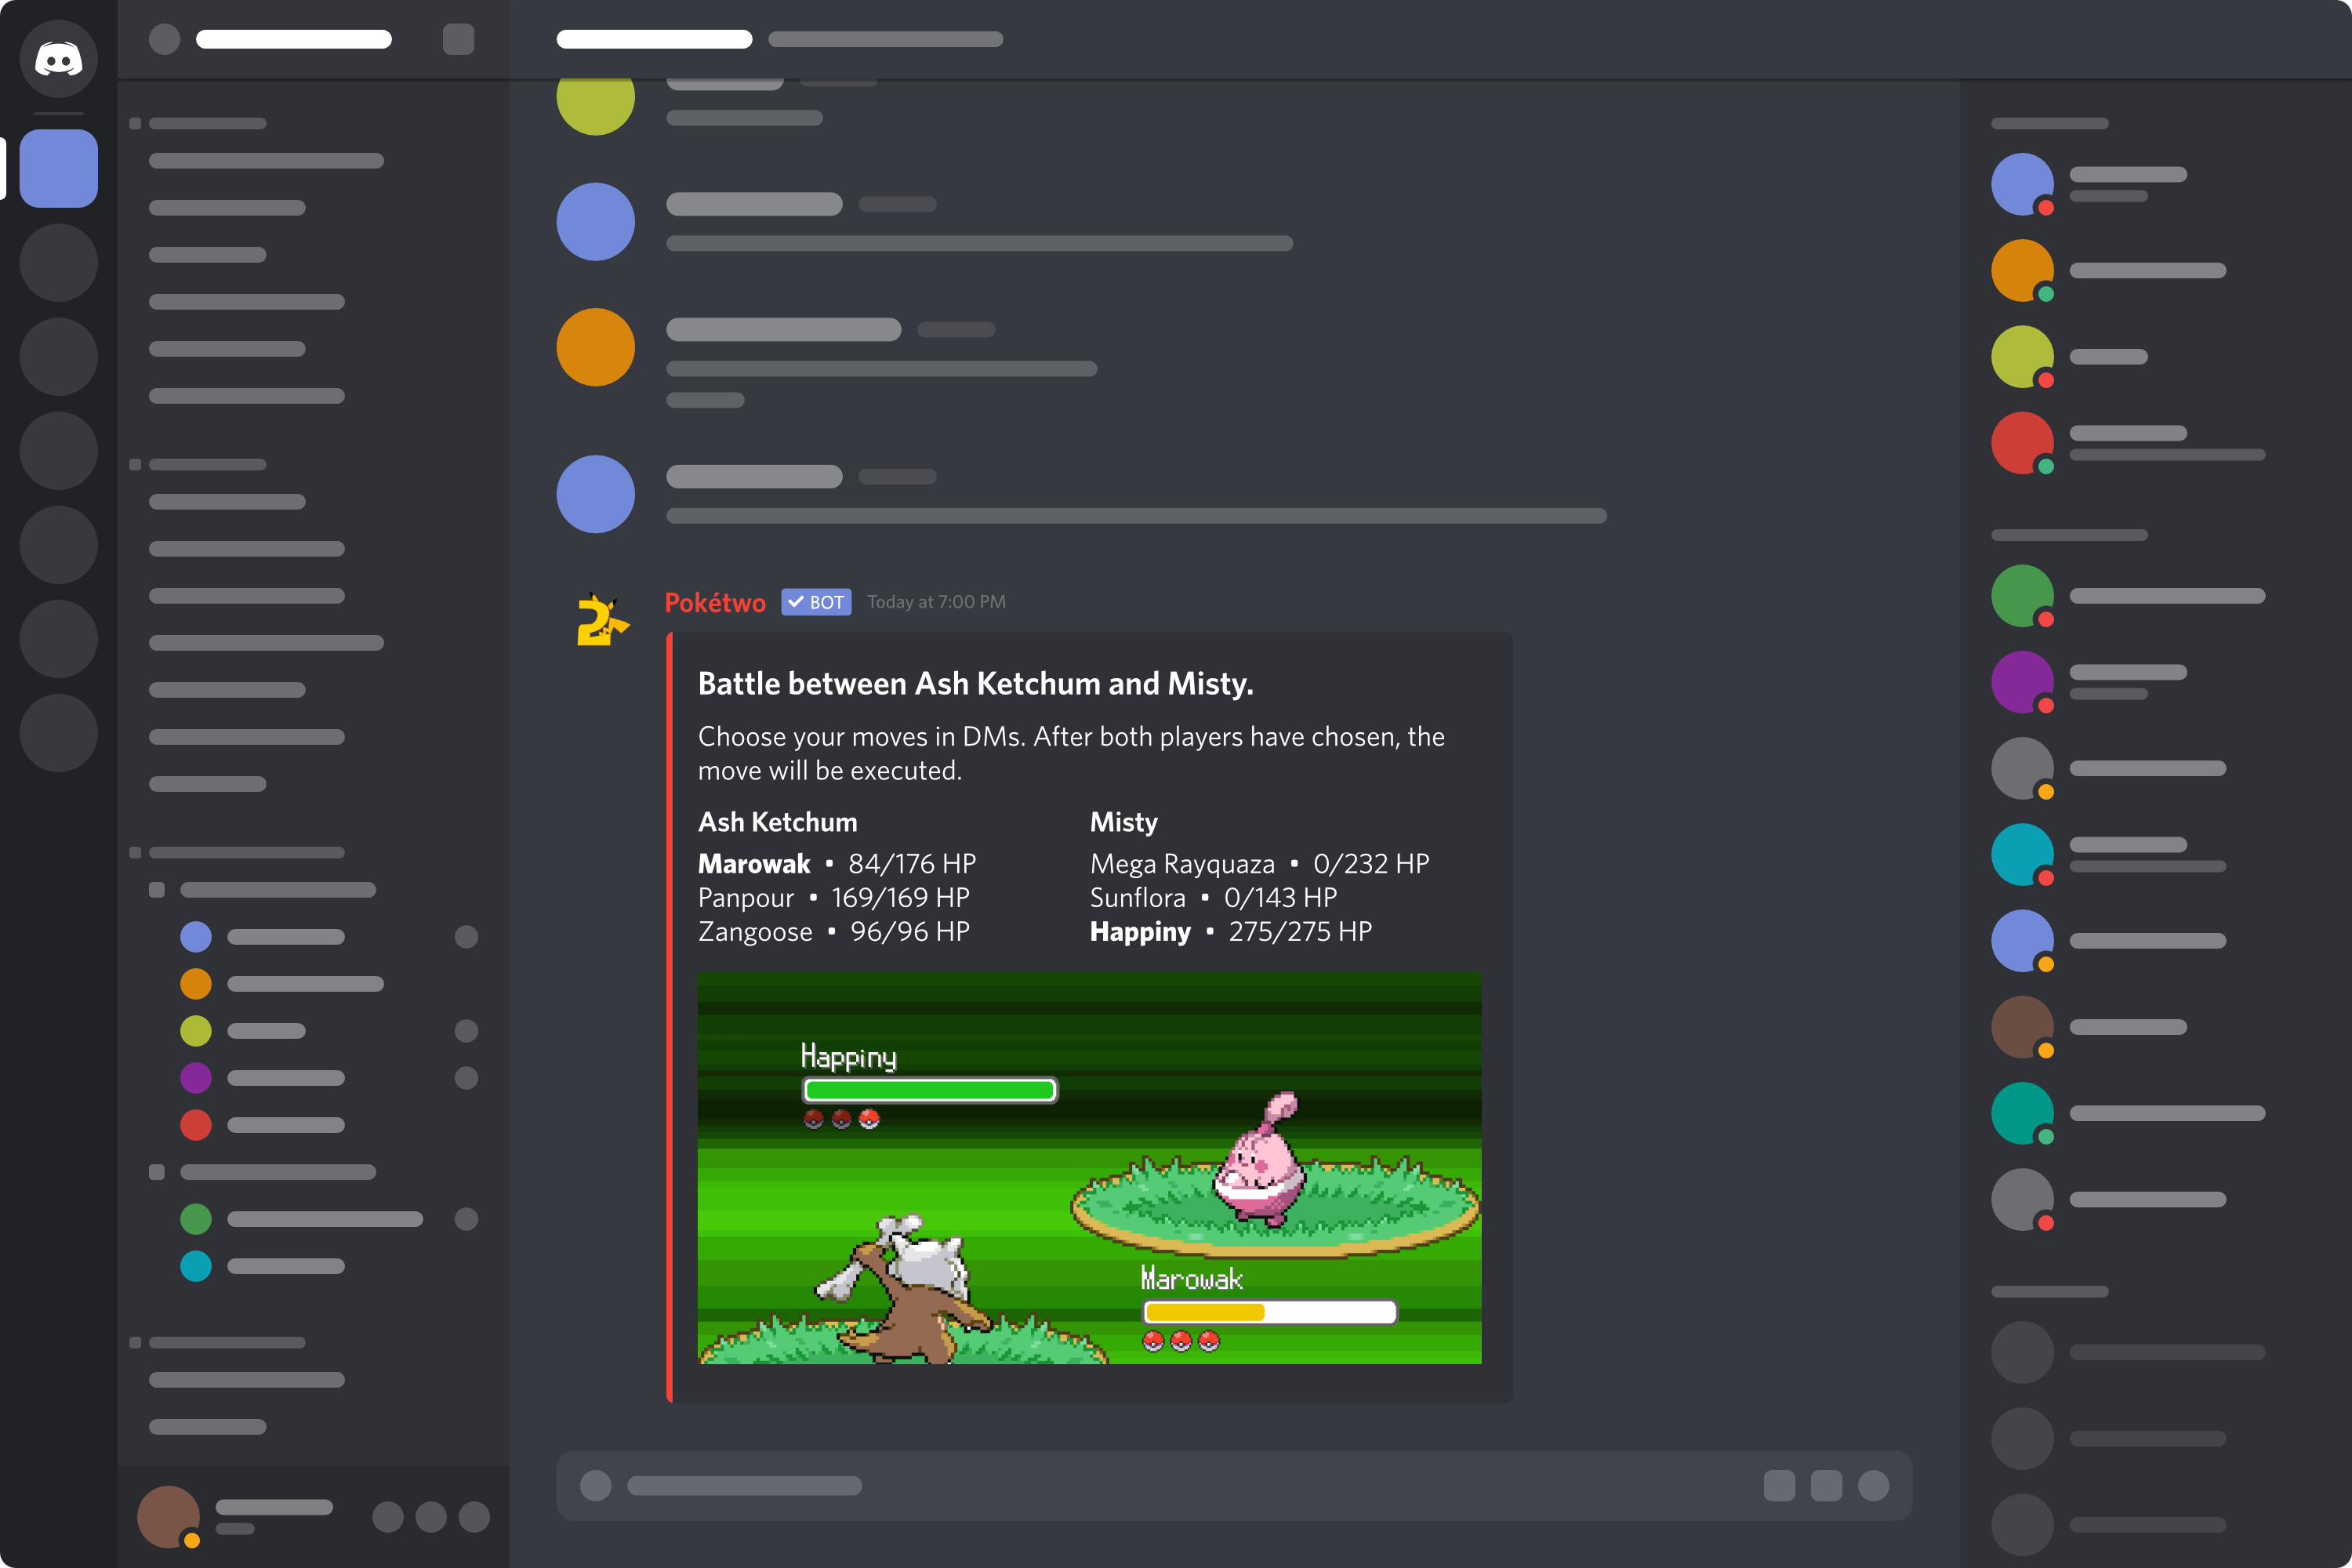 Pokétwo BOT Today at 7:00 PM
Battle between Ash Ketchum and Misty.
Choose your moves in DMs. After both players have chosen, the
move will be executed.
Ash Ketchum
Marowak • 84/176 HP
Panpour • 169/169 HP
Zangoose • 96/96 HP
Misty
Mega Rayquaza • 0/232 HP
Sunflora • 0/143 HP
Happiny • 275/275 HP
Happiny
Marowak